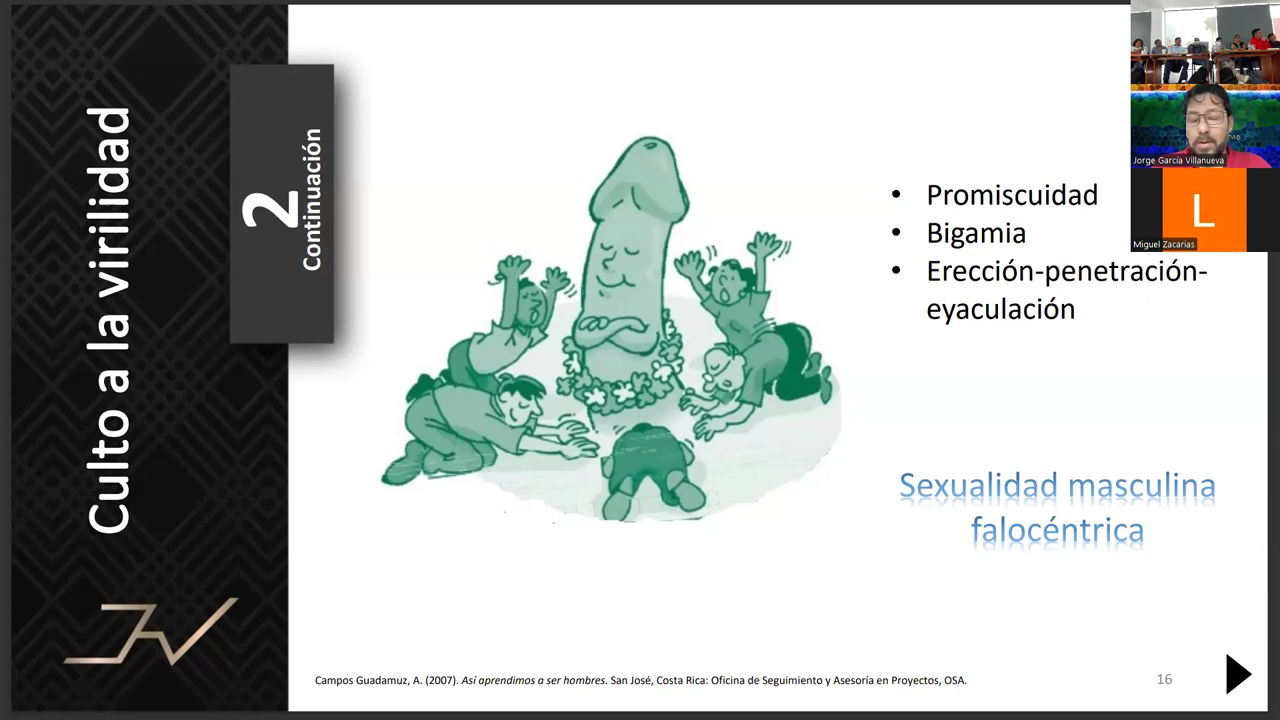 Culto a la virilidad
2
Continuación
• Promiscuidad
• Bigamia
• Erección-penetración-
eyaculación
Sexualidad masculina
falocéntrica
Campos Guadamuz, A. (2007). Así aprendimos a ser hombres. San José, Costa Rica: Oficina de Seguimiento y Asesoría en Proyectos, OSA.
16
Jorge García Villanueva
L
Miguel Zacarias